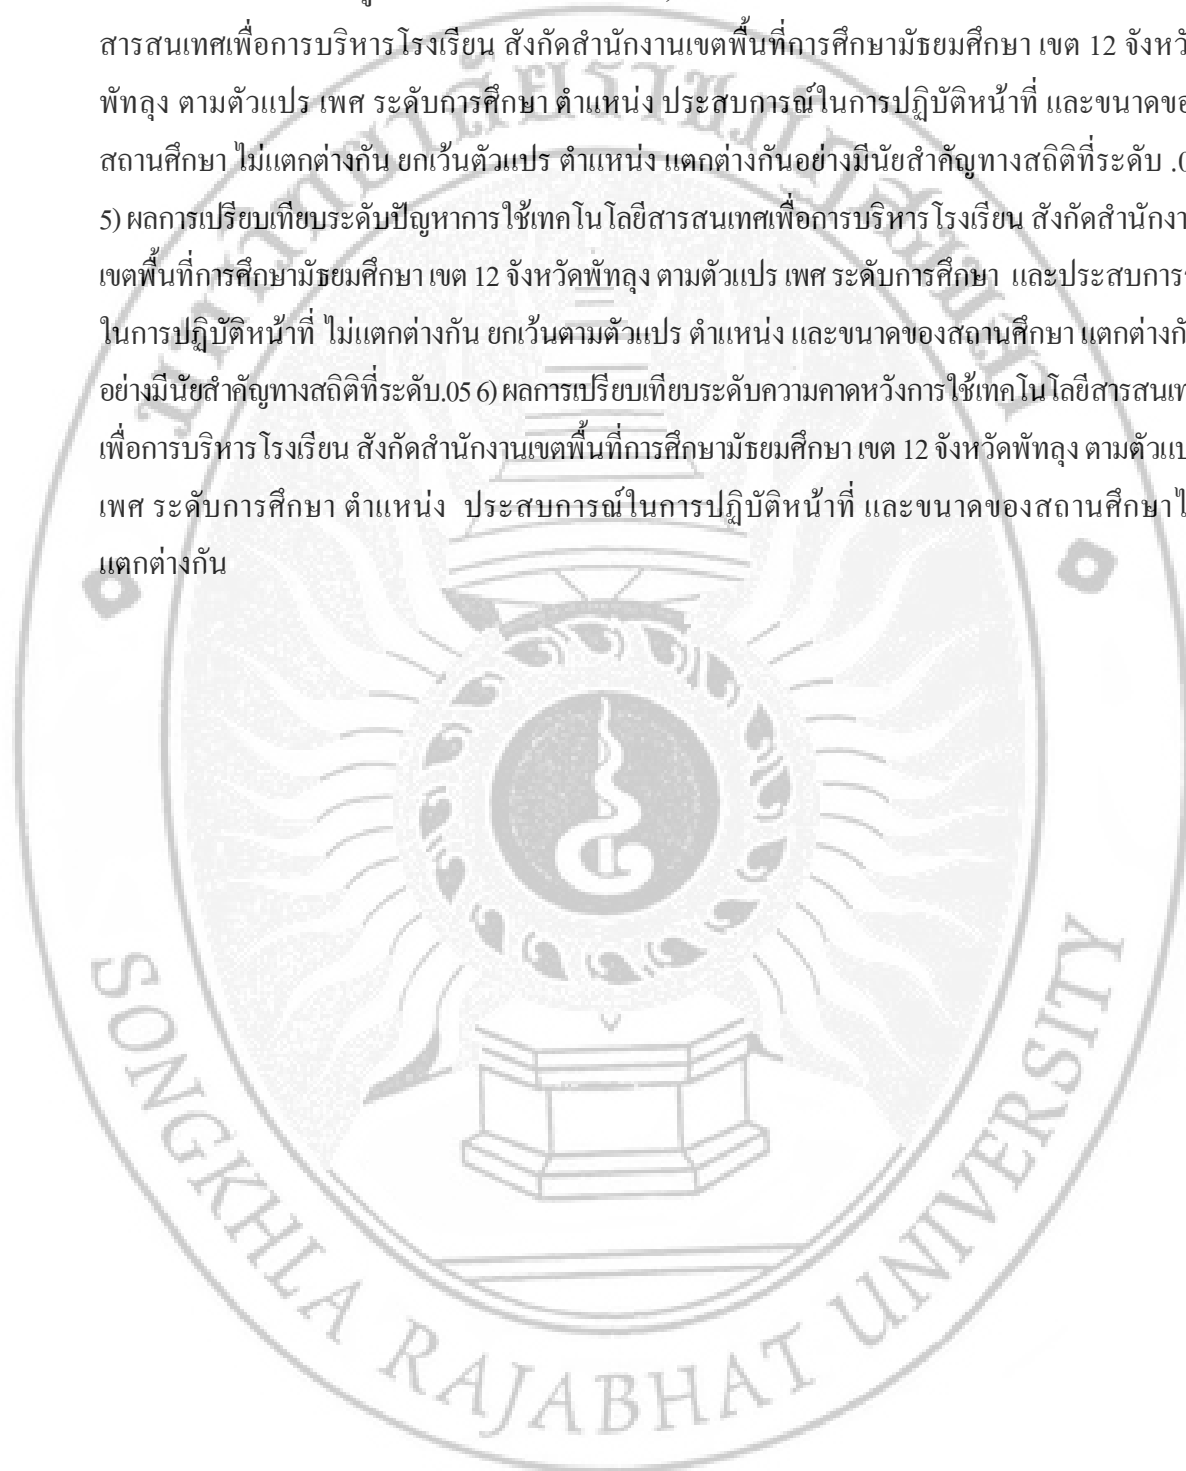 สารสนเทศเพื่อการบริหารโรงเรียน สังกัดสำนักงานเขตพื้นที่การศึกษามัธยมศึกษา เขต 12 จังหวั
พัทลุง ตามตัวแปร เพศ ระดับการศึกษา ตำแหน่ง ประสบการณ์ในการปฏิบัติหน้าที่ และขนาดขอ
สถานศึกษา ไม่แตกต่างกัน ยกเว้นตัวแปร ตำแหน่ง แตกต่างกันอย่างมีนัยสำคัญทางสถิติที่ระดับ .0
5) ผลการเปรียบเทียบระดับปัญหาการใช้เทคโนโลยีสารสนเทศเพื่อการบริหารโรงเรียน สังกัดสำนักงา
เขตพื้นที่การศึกษามัธยมศึกษา เขต 12 จังหวัดพัทลุง ตามตัวแปร เพศ ระดับการศึกษา และประสบการ
ในการปฏิบัติหน้าที่ ไม่แตกต่างกัน ยกเว้นตามตัวแปร ตำแหน่ง และขนาดของสถานศึกษา แตกต่างกั
อย่างมีนัยสำคัญทางสถิติที่ระดับ.05 6) ผลการเปรียบเทียบระดับความคาดหวังการใช้เทคโนโลยีสารสนเท
เพื่อการบริหารโรงเรียน สังกัดสำนักงานเขตพื้นที่การศึกษามัธยมศึกษา เขต 12 จังหวัดพัทลุง ตามตัวแป
เพศ ระดับการศึกษา ตำแหน่ง ประสบการณ์ในการปฏิบัติหน้าที่ และขนาดของสถานศึกษาไ
แตกต่างกัน
มหาวิทยาลัยราชภัฏสงขลา
SONGKHLA RAJABHAT UNIVERSITY